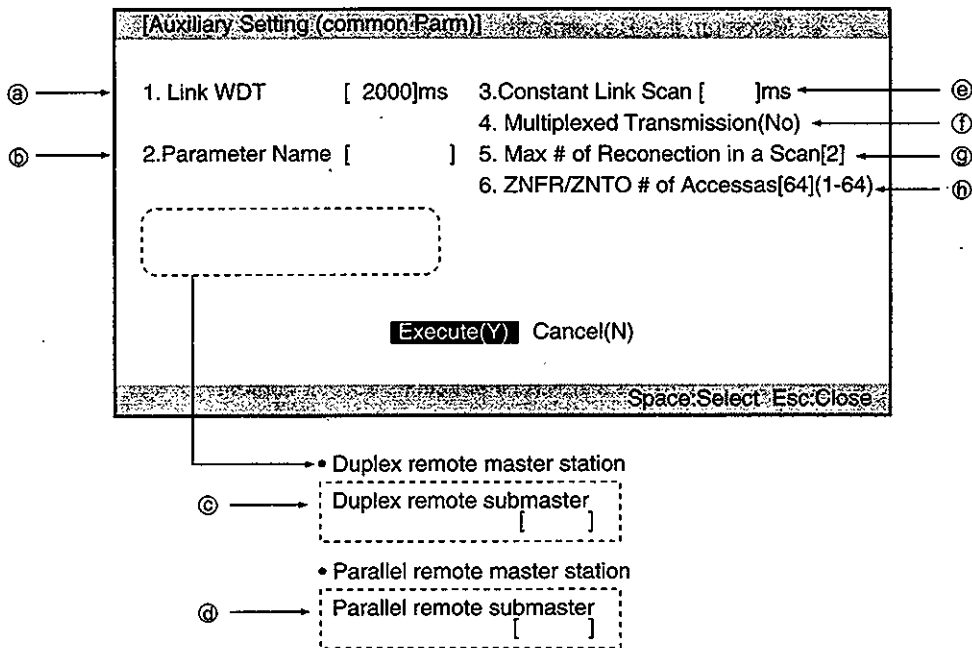 [Auxiliary Setting (common Parm)]
ⓐ 1. Link WDT [ 2000]ms 3.Constant Link Scan [ ]ms ⓔ
4. Multiplexed Transmission(No) ⓕ
ⓑ 2.Parameter Name [ ] 5. Max # of Reconection in a Scan[2] ⓖ
6. ZNFR/ZNTO # of Accessas[64](1-64) ⓗ
Execute(Y) Cancel(N)
Space:Select Esc:Close
• Duplex remote master station
ⓒ Duplex remote submaster
[ ]
• Parallel remote master station
ⓓ Parallel remote submaster
[ ]